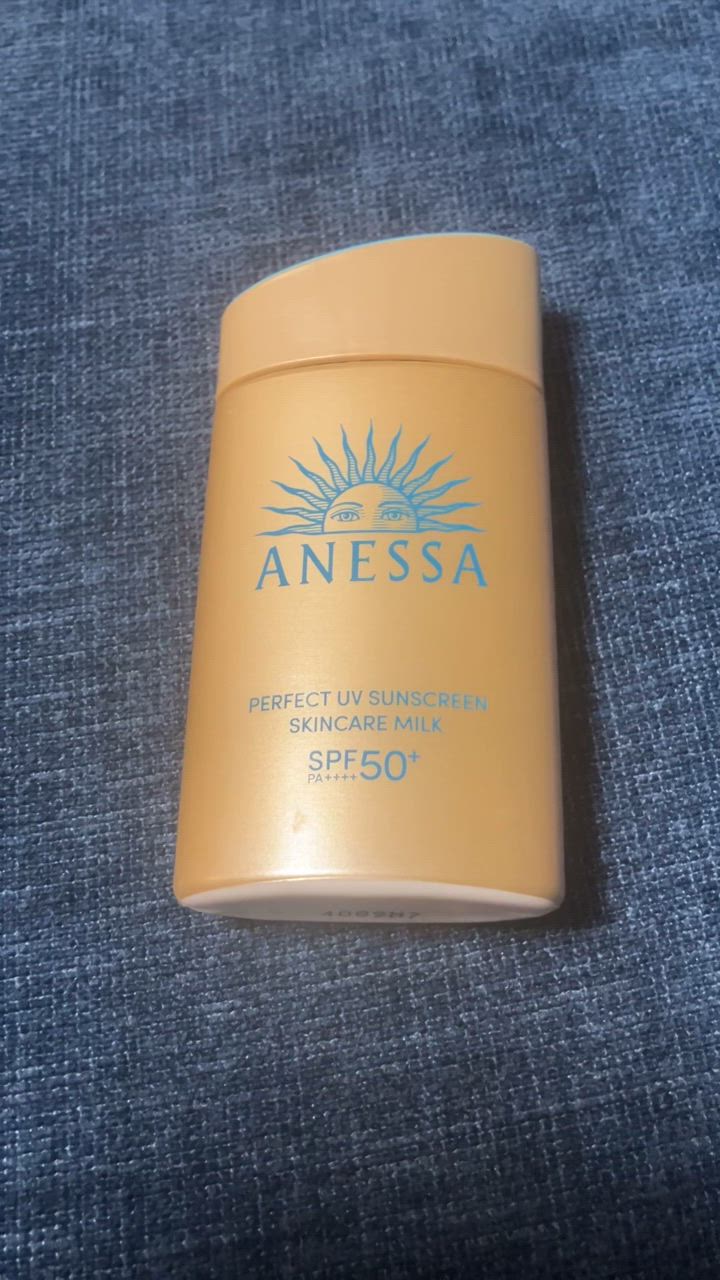 ANESSA
PERFECT UV SUNSCREEN
SKINCARE MILK
SPF50+
PA++++